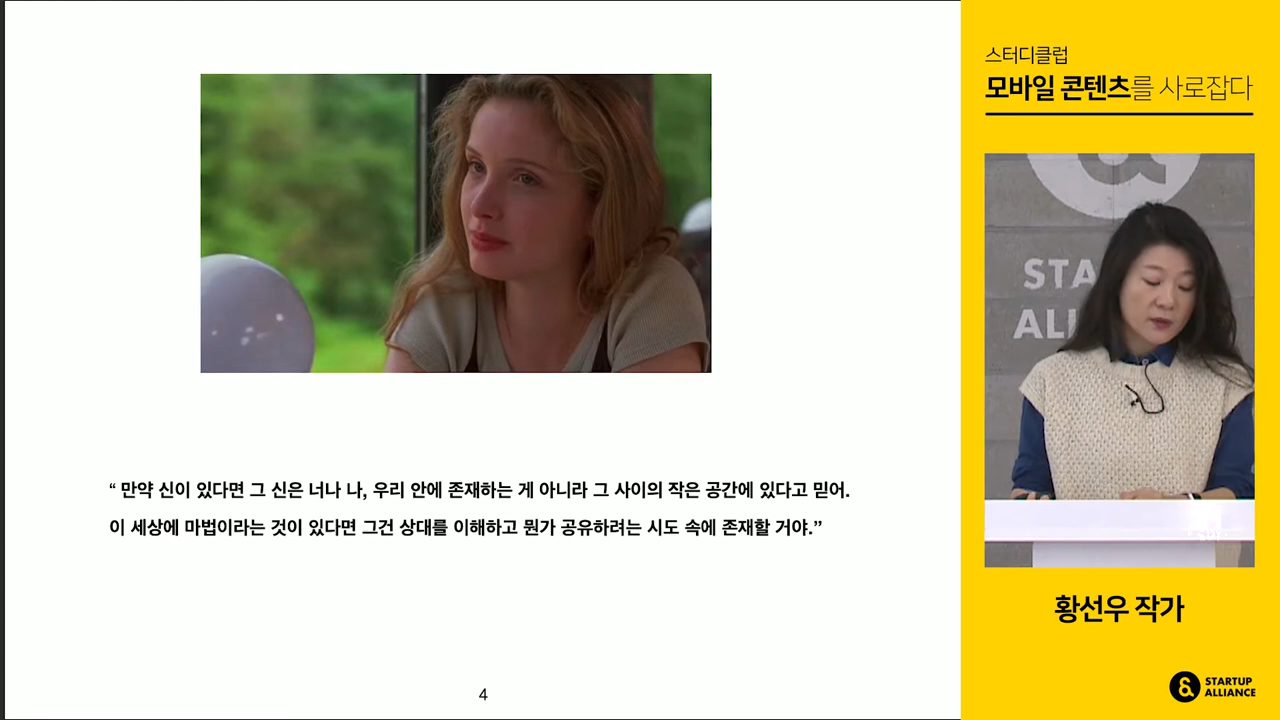 스터디클럽
모바일 콘텐츠를 사로잡다
“ 만약 신이 있다면 그 신은 너나 나, 우리 안에 존재하는 게 아니라 그 사이의 작은 공간에 있다고 믿어.
이 세상에 마법이라는 것이 있다면 그건 상대를 이해하고 뭔가 공유하려는 시도 속에 존재할 거야.”
4
STA
ALLI
황선우 작가
STARTUP
ALLIANCE